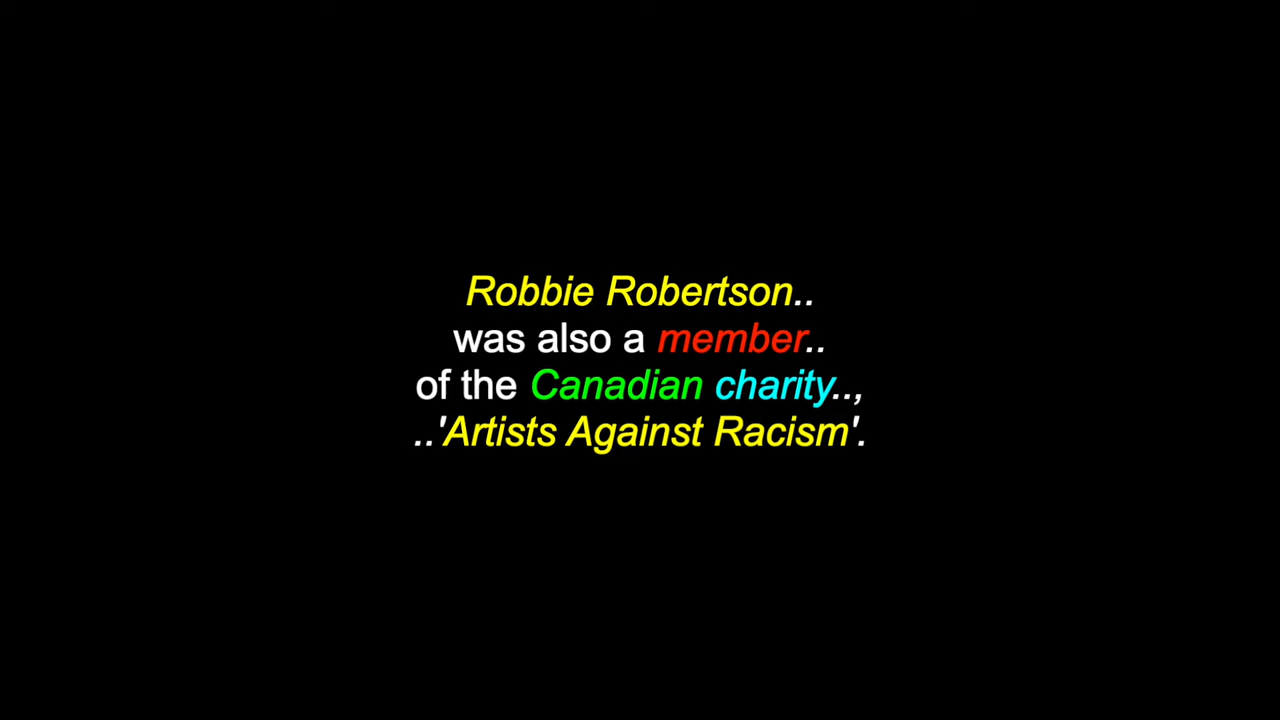 Robbie Robertson..
was also a member..
of the Canadian charity..,
..'Artists Against Racism'.